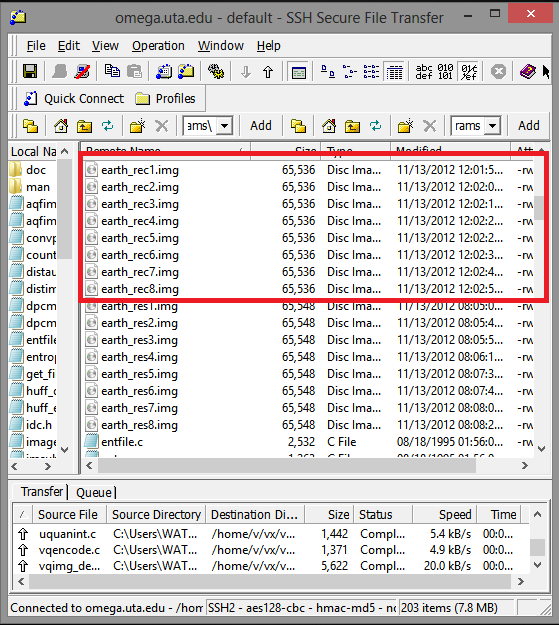 omega.uta.edu - default - SSH Secure File Transfer
File Edit View Operation Window Help
abc def 010 101 01č 0110
Quick Connect Profiles
ams\ Add rams Add
Local Na Remote Name Size Type Modified Att
doc earth_rec1.img 65,536 Disc Ima... 11/13/2012 12:01:5... -rw
man earth_rec2.img 65,536 Disc Ima... 11/13/2012 12:02:0... -rw
aqfim earth_rec3.img 65,536 Disc Ima... 11/13/2012 12:02:1... -rw
aqfim earth_rec4.img 65,536 Disc Ima... 11/13/2012 12:02:2... -rw
convp earth_rec5.img 65,536 Disc Ima... 11/13/2012 12:02:2... -rw
count earth_rec6.img 65,536 Disc Ima... 11/13/2012 12:02:3... -rw
distau earth_rec7.img 65,536 Disc Ima... 11/13/2012 12:02:4... -rw
distim earth_rec8.img 65,536 Disc Ima... 11/13/2012 12:02:5... -rw
dpcm earth_res1.img 65,548 Disc Ima... 11/13/2012 08:05:0... -rw
dpcm earth_res2.img 65,548 Disc Ima... 11/13/2012 08:05:4... -rw
entfile earth_res3.img 65,548 Disc Ima... 11/13/2012 08:05:5... -rw
entrop earth_res4.img 65,548 Disc Ima... 11/13/2012 08:06:1... -rw
get_fi earth_res5.img 65,548 Disc Ima... 11/13/2012 08:07:3... -rw
huff_d earth_res6.img 65,548 Disc Ima... 11/13/2012 08:07:4... -rw
huff_e earth_res7.img 65,548 Disc Ima... 11/13/2012 08:08:0... -rw
idc.h earth_res8.img 65,548 Disc Ima... 11/13/2012 08:08:2... -rw
image entfile.c 2,532 C File 08/18/1995 01:56:0... -rw
Transfer Queue
/ Source File Source Directory Destination Di... Size Status Speed Time
uquanint.c C:\Users\WAT... /home/v/vx/v... 1,442 Compl... 5.4 kB/s 00:0...
vqencode.c C:\Users\WAT... /home/v/vx/v... 1,371 Compl... 4.9 kB/s 00:0...
vqimg_de... C:\Users\WAT... /home/v/vx/v... 5,622 Compl... 20.0 kB/s 00:0...
Connected to omega.uta.edu - /hom SSH2 - aes128-cbc - hmac-md5 - no 203 items (7.8 MB)